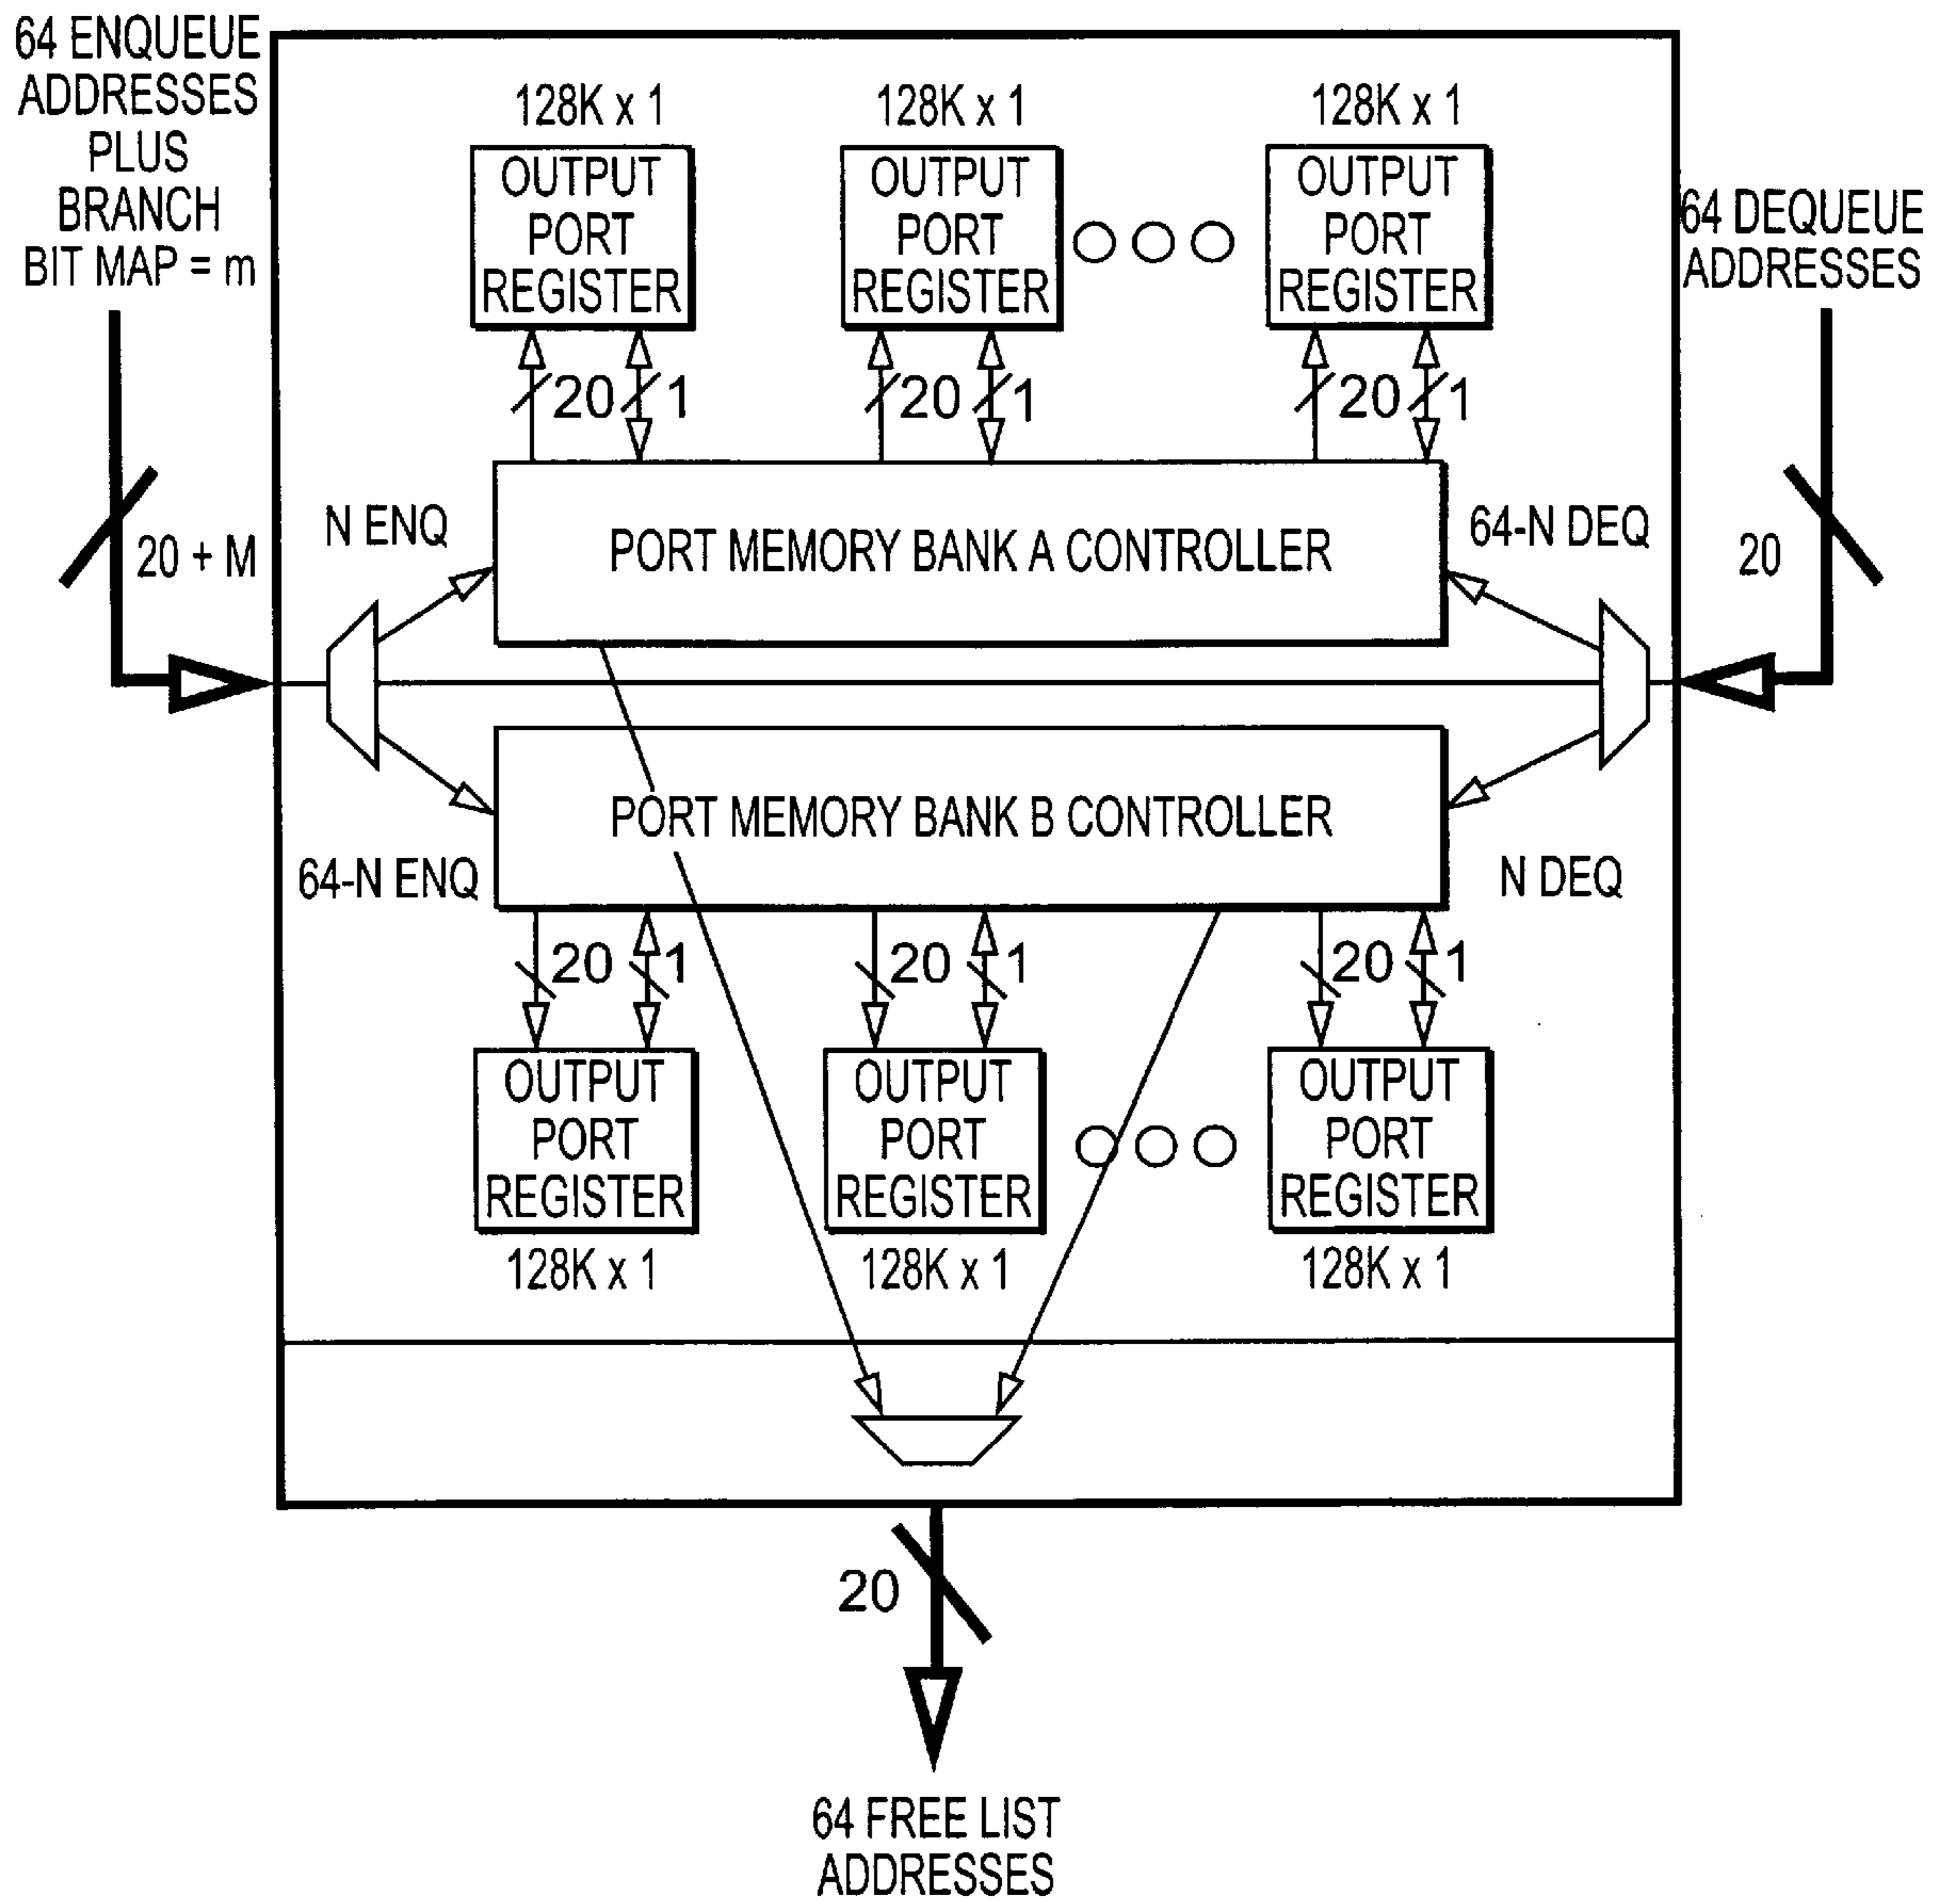 64 ENQUEUE
ADDRESSES
PLUS
BRANCH
BIT MAP = m
128K x 1
128K x 1
128K x 1
OUTPUT
PORT
REGISTER
OUTPUT
PORT
REGISTER
OUTPUT
PORT
REGISTER
64 DEQUEUE
ADDRESSES
20
1
20
1
20
1
20 + M
N ENQ
PORT MEMORY BANK A CONTROLLER
64-N DEQ
20
PORT MEMORY BANK B CONTROLLER
64-N ENQ
N DEQ
20
1
20
1
20
1
OUTPUT
PORT
REGISTER
OUTPUT
PORT
REGISTER
OUTPUT
PORT
REGISTER
128K x 1
128K x 1
128K x 1
20
64 FREE LIST
ADDRESSES